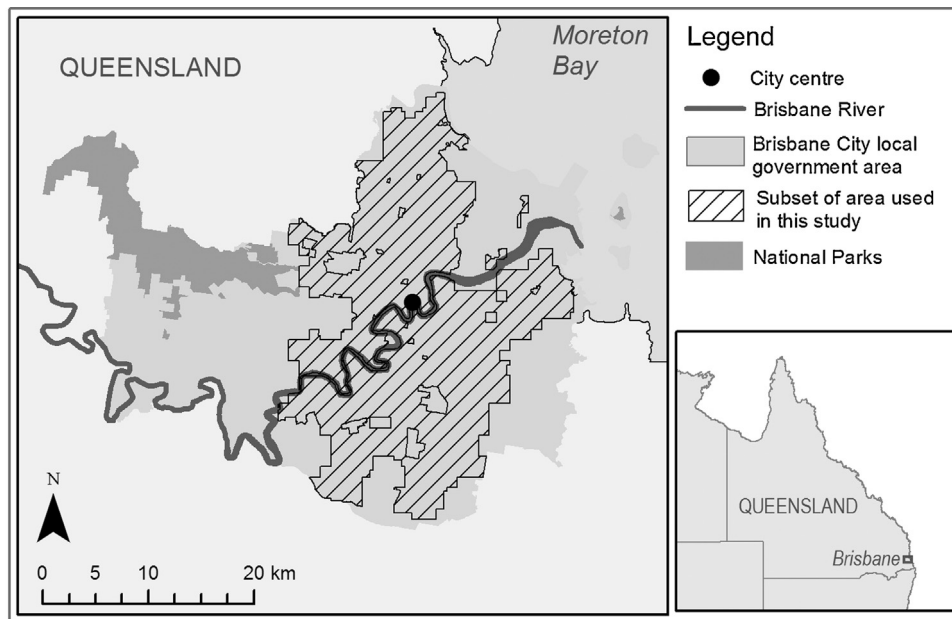 QUEENSLAND
Moreton
Bay
N
0 5 10 20 km
Legend
City centre
Brisbane River
Brisbane City local
government area
Subset of area used
in this study
National Parks
QUEENSLAND
Brisbane